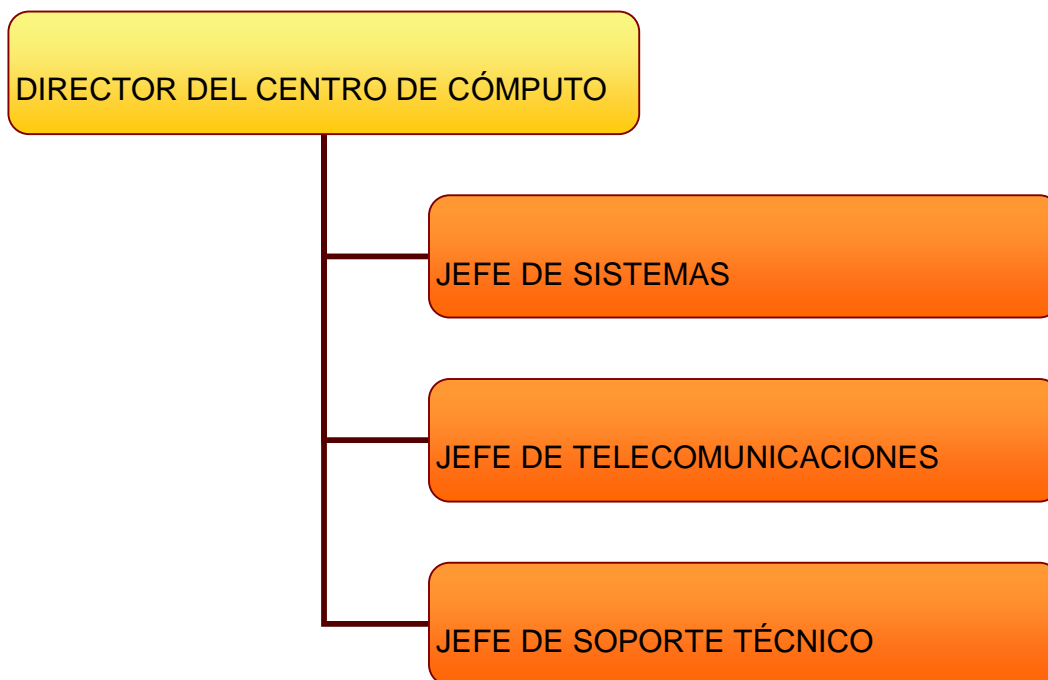 DIRECTOR DEL CENTRO DE CÓMPUTO
JEFE DE SISTEMAS
JEFE DE TELECOMUNICACIONES
JEFE DE SOPORTE TÉCNICO